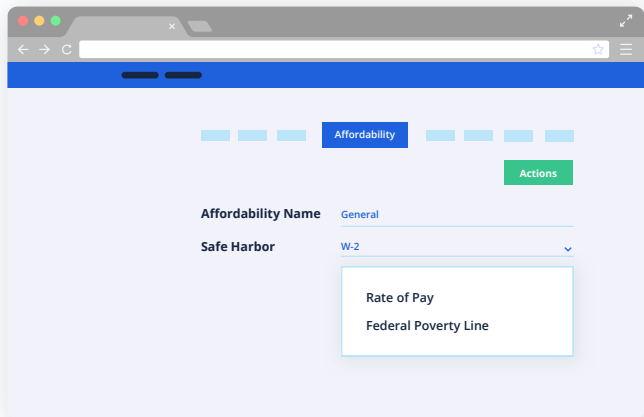 Affordability
Actions
Affordability Name General
Safe Harbor W-2
Rate of Pay
Federal Poverty Line